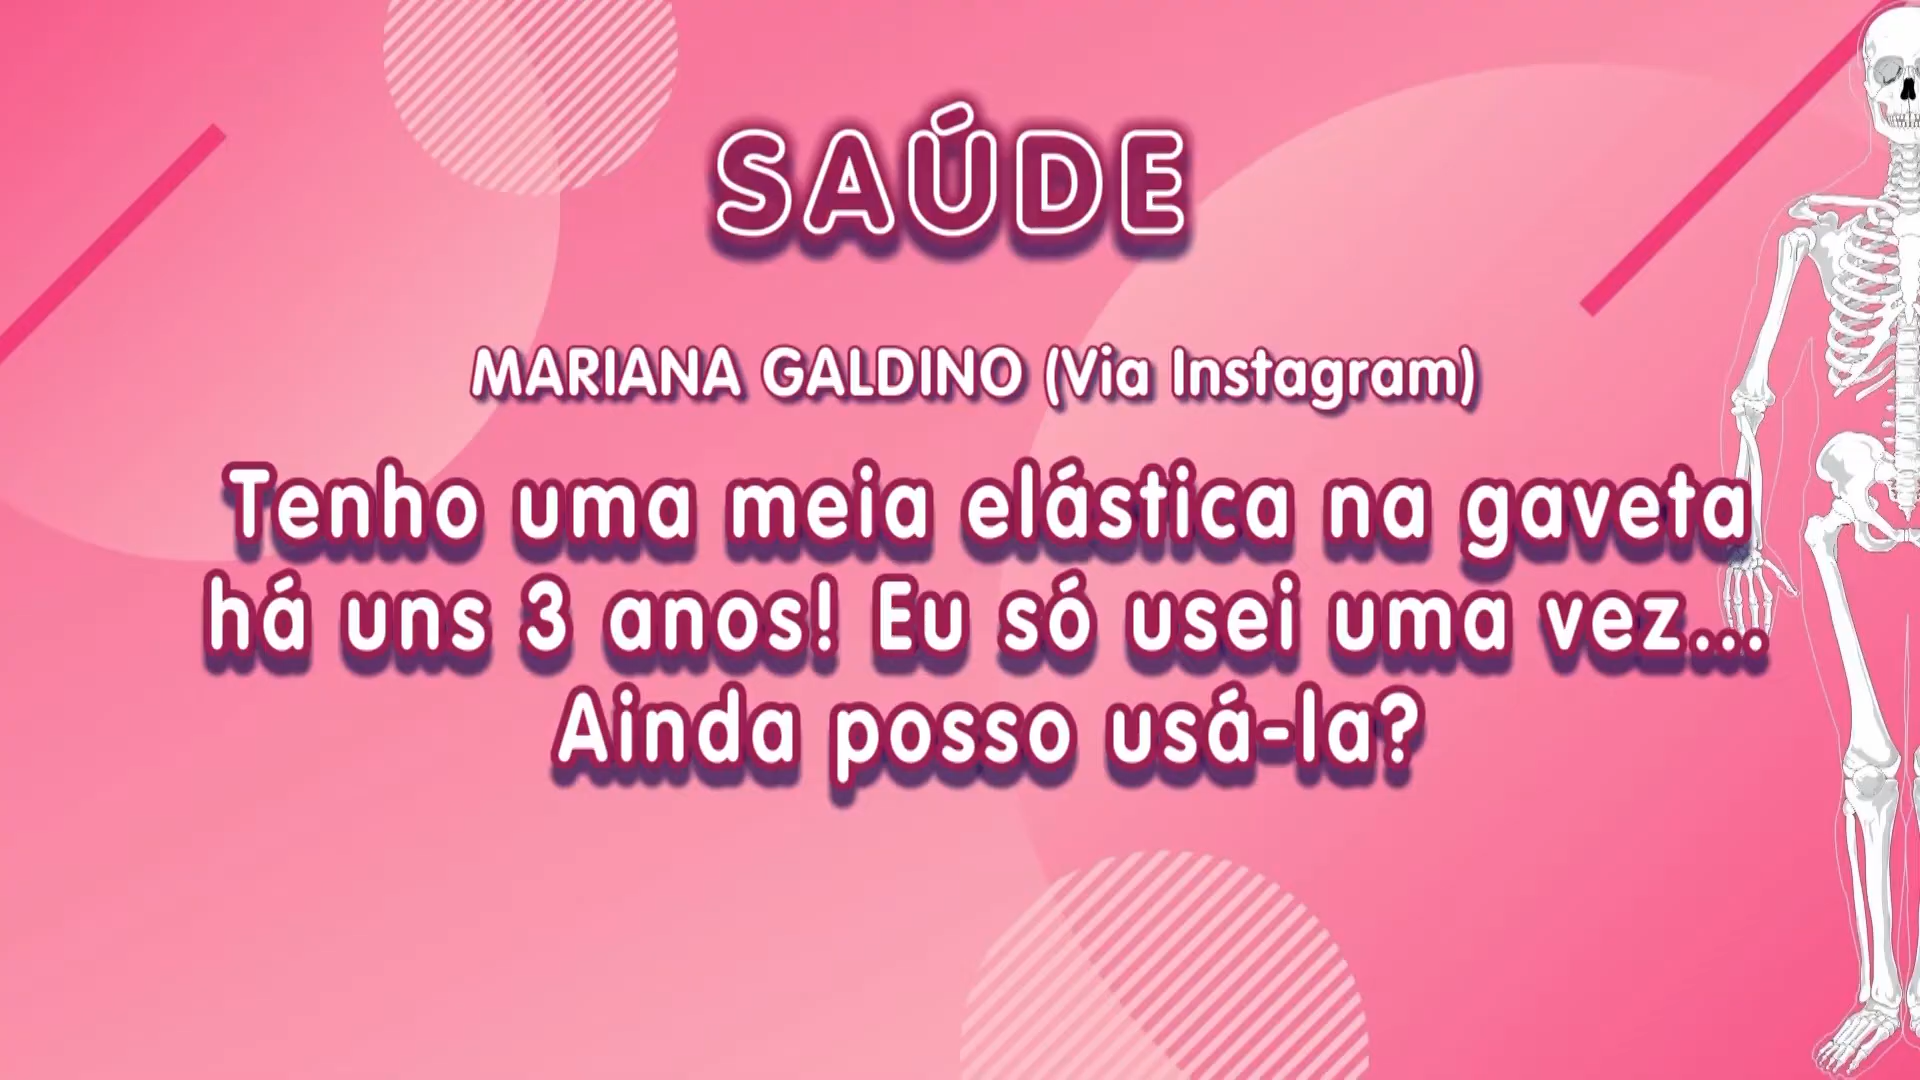 SAÚDE
MARIANA GALDINO (Via Instagram)
Tenho uma meia elástica na gaveta
há uns 3 anos! Eu só usei uma vez...
Ainda posso usá-la?